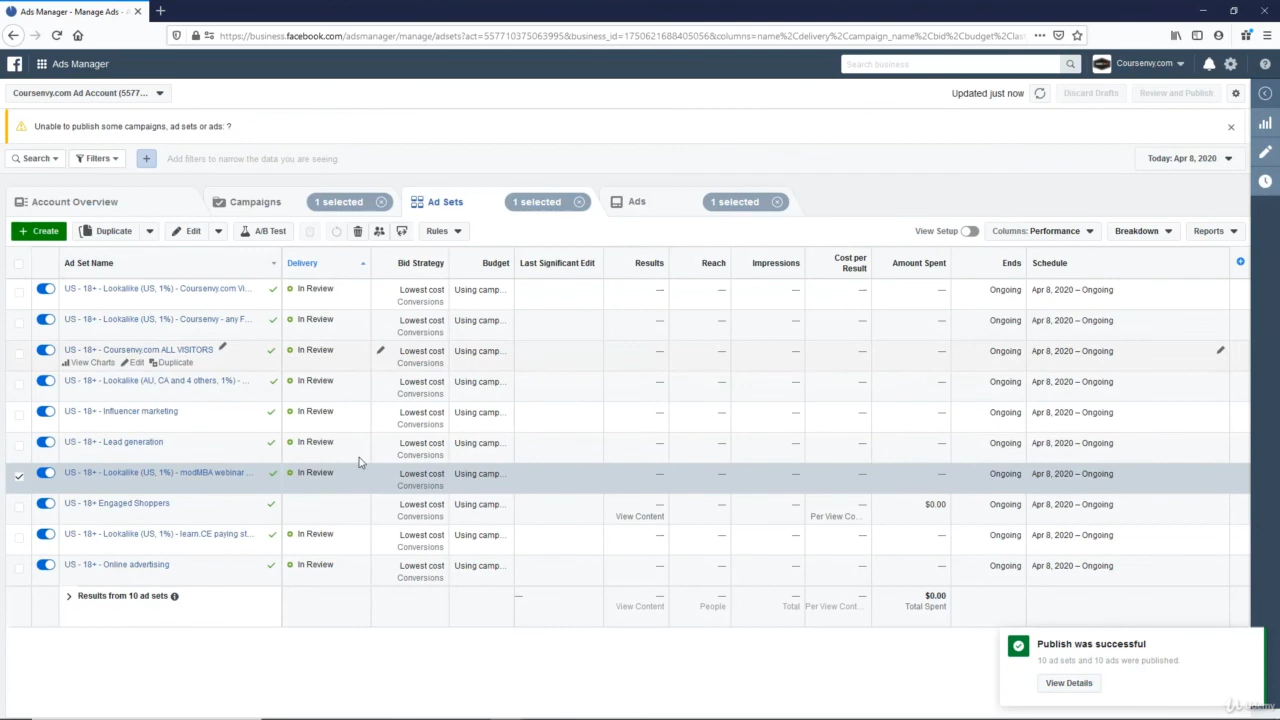 Ads Manager - Manage Ads - A
https://business.facebook.com/adsmanager/manage/adsets?act=557710375063995&business_id=1750621688405056&columns=name%2Cdelivery%2Ccampaign_name%2Cbid%2Cbudget%2Clas
Ads Manager
Search business
Coursenvy.com
Coursenvy.com Ad Account (5577...
Updated just now
Discard Drafts
Review and Publish
Unable to publish some campaigns, ad sets or ads: ?
Search
Filters
Add filters to narrow the data you are seeing.
Today: Apr 8, 2020
Account Overview
Campaigns
1 selected
Ad Sets
1 selected
Ads
1 selected
+ Create
Duplicate
Edit
A/B Test
Rules
View Setup
Columns: Performance
Breakdown
Reports
Ad Set Name Delivery Bid Strategy Budget Last Significant Edit Results Reach Impressions Cost per Result Amount Spent Ends Schedule
US - 18+ - Lookalike (US, 1%) - Coursenvy.com Vi... In Review Lowest cost Using camp... — — — — — Ongoing Apr 8, 2020 – Ongoing
Conversions
US - 18+ - Lookalike (US, 1%) - Coursenvy - any F... In Review Lowest cost Using camp... — — — — — Ongoing Apr 8, 2020 – Ongoing
Conversions
US - 18+ - Coursenvy.com ALL VISITORS In Review Lowest cost Using camp... — — — — — Ongoing Apr 8, 2020 – Ongoing
View Charts Edit Duplicate Conversions
US - 18+ - Lookalike (AU, CA and 4 others, 1%) - ... In Review Lowest cost Using camp... — — — — — Ongoing Apr 8, 2020 – Ongoing
Conversions
US - 18+ - Influencer marketing In Review Lowest cost Using camp... — — — — — Ongoing Apr 8, 2020 – Ongoing
Conversions
US - 18+ - Lead generation In Review Lowest cost Using camp... — — — — — Ongoing Apr 8, 2020 – Ongoing
Conversions
US - 18+ - Lookalike (US, 1%) - modMBA webinar ... In Review Lowest cost Using camp... — — — — — Ongoing Apr 8, 2020 – Ongoing
Conversions
US - 18+ Engaged Shoppers Lowest cost Using camp... — — — — $0.00 Ongoing Apr 8, 2020 – Ongoing
Conversions View Content Per View Co...
US - 18+ - Lookalike (US, 1%) - learn.CE paying st... In Review Lowest cost Using camp... — — — — — Ongoing Apr 8, 2020 – Ongoing
Conversions
US - 18+ - Online advertising In Review Lowest cost Using camp... — — — — — Ongoing Apr 8, 2020 – Ongoing
Conversions
Results from 10 ad sets — — — — — $0.00
View Content People Total Per View Cont... Total Spent
Publish was successful
10 ad sets and 10 ads were published.
View Details
Udemy